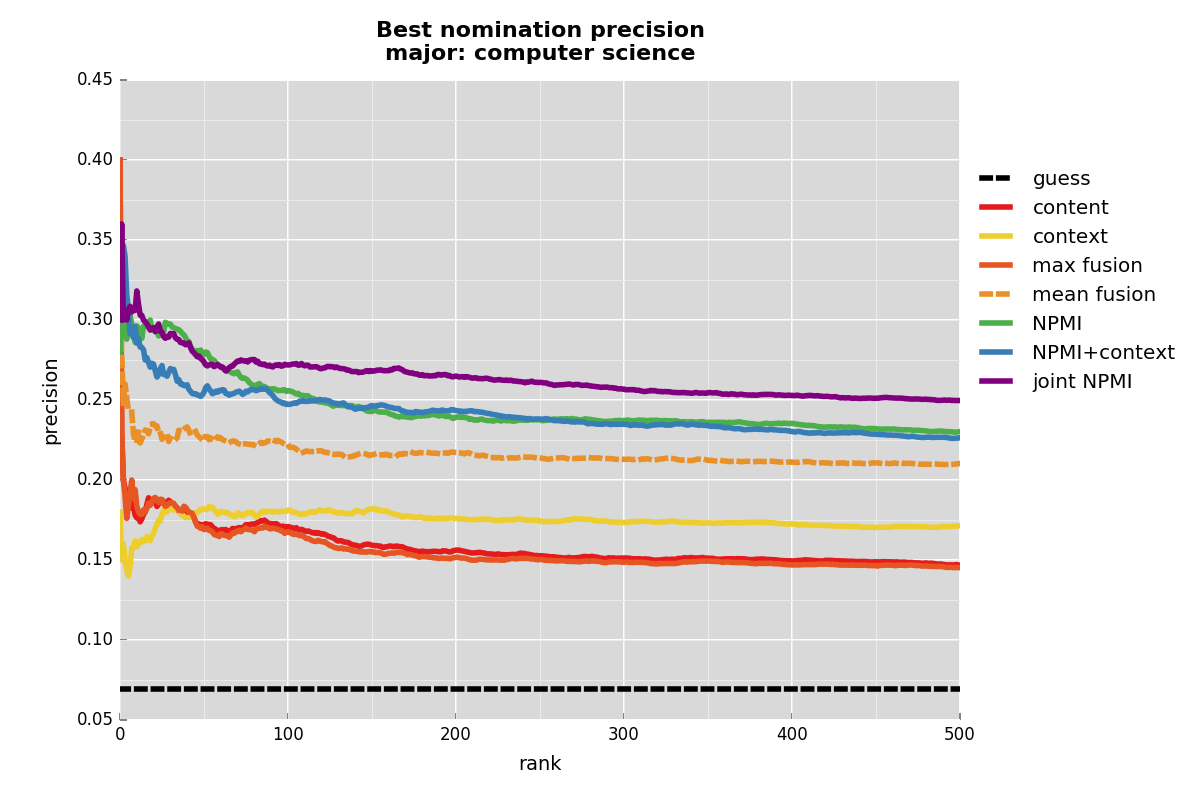 Best nomination precision
major: computer science
precision
0.45
0.40
0.35
0.30
0.25
0.20
0.15
0.10
0.05
0
100
200
300
400
500
rank
guess
content
context
max fusion
mean fusion
NPMI
NPMI+context
joint NPMI